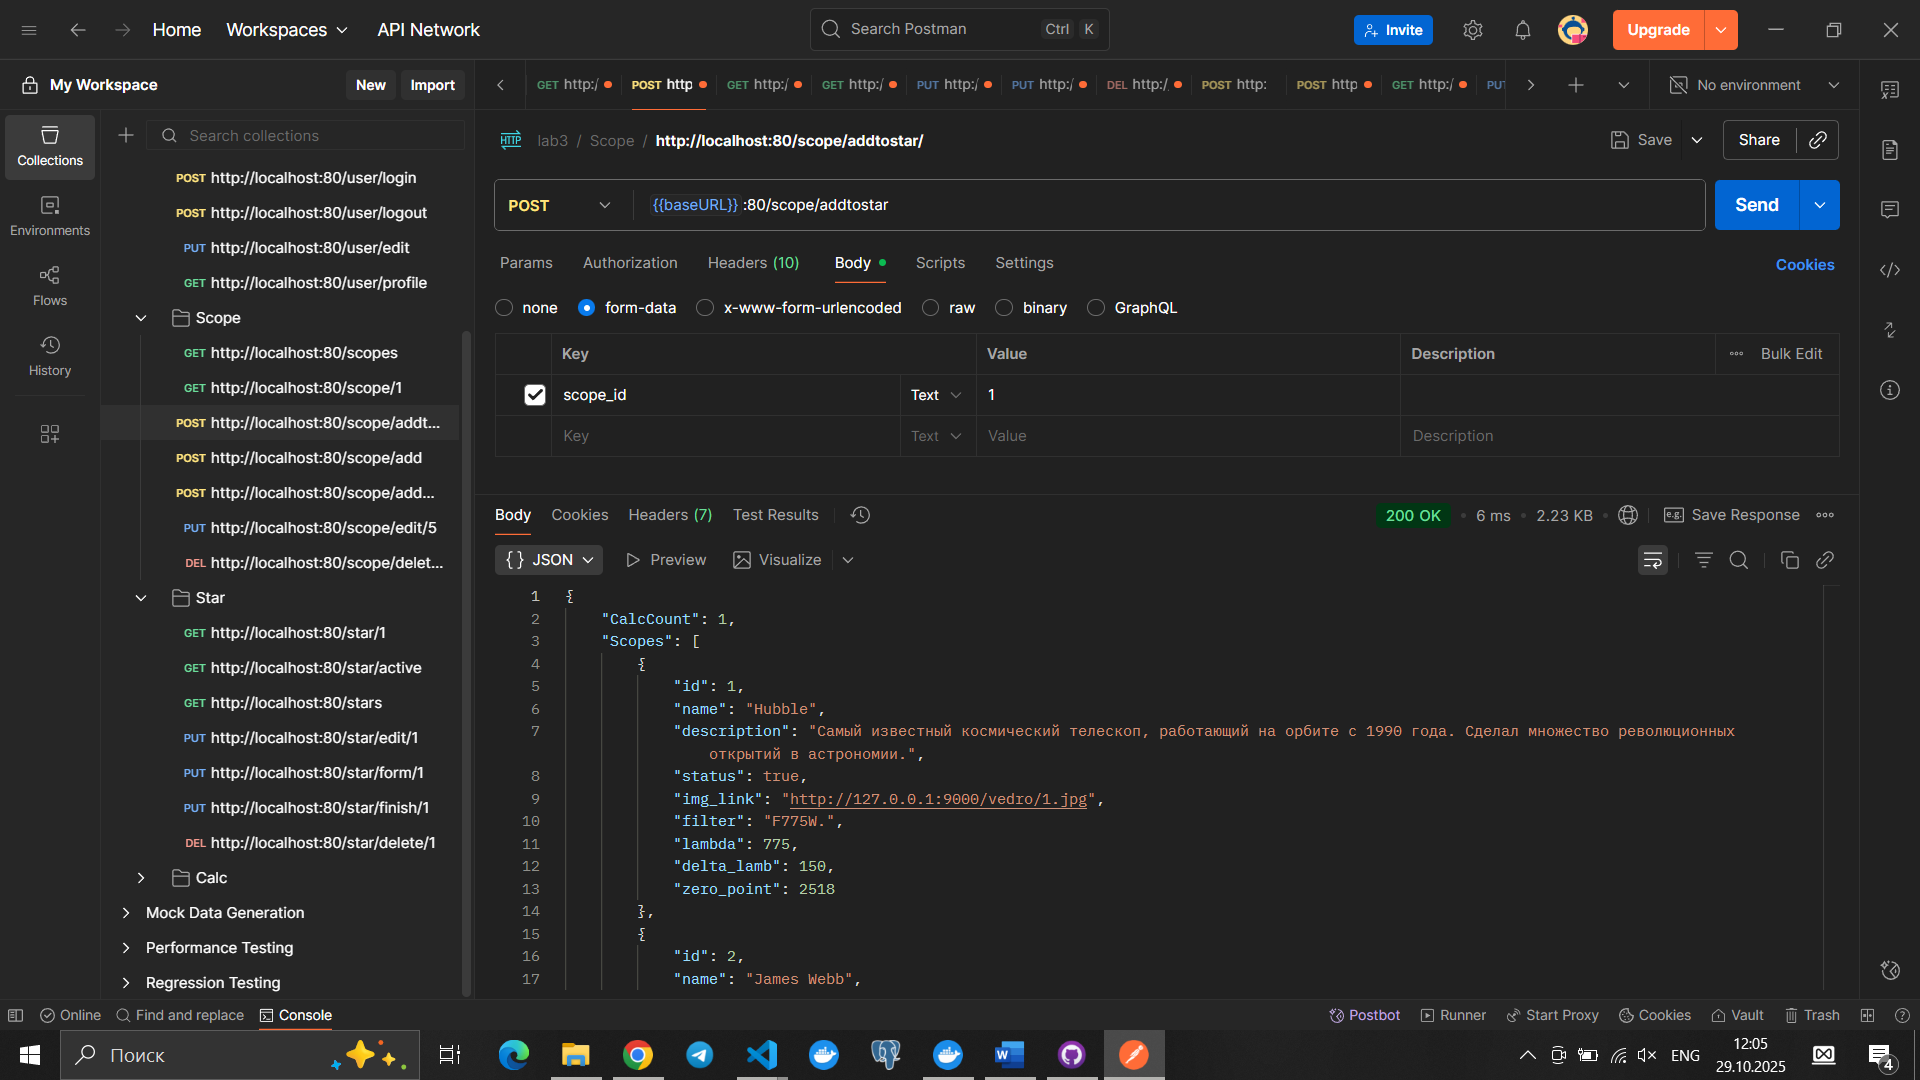 Home
Workspaces
API Network
Search Postman
Ctrl K
Invite
Upgrade
My Workspace
New
Import
GET http:/
POST http
GET http:/
GET http:/
PUT http:/
PUT http:/
DEL http:/
POST http:
POST http
GET http:/
PUT
No environment
Collections
Environments
Flows
History
Search collections
POST http://localhost:80/user/login
POST http://localhost:80/user/logout
PUT http://localhost:80/user/edit
GET http://localhost:80/user/profile
Scope
GET http://localhost:80/scopes
GET http://localhost:80/scope/1
POST http://localhost:80/scope/addt...
POST http://localhost:80/scope/add
POST http://localhost:80/scope/add...
PUT http://localhost:80/scope/edit/5
DEL http://localhost:80/scope/delet...
Star
GET http://localhost:80/star/1
GET http://localhost:80/star/active
GET http://localhost:80/stars
PUT http://localhost:80/star/edit/1
PUT http://localhost:80/star/form/1
PUT http://localhost:80/star/finish/1
DEL http://localhost:80/star/delete/1
Calc
Mock Data Generation
Performance Testing
Regression Testing
HTTP lab3 / Scope / http://localhost:80/scope/addtostar/
Save
Share
POST {{baseURL}} :80/scope/addtostar
Send
Params Authorization Headers (10) Body Scripts Settings
Cookies
none form-data x-www-form-urlencoded raw binary GraphQL
Key Value Description Bulk Edit
scope_id Text 1
Key Text Value Description
Body Cookies Headers (7) Test Results
200 OK 6 ms 2.23 KB e.g. Save Response
{} JSON Preview Visualize
1 {
2 "CalcCount": 1,
3 "Scopes": [
4 {
5 "id": 1,
6 "name": "Hubble",
7 "description": "Самый известный космический телескоп, работающий на орбите с 1990 года. Сделал множество революционных
открытий в астрономии.",
8 "status": true,
9 "img_link": "http://127.0.0.1:9000/vedro/1.jpg",
10 "filter": "F775W.",
11 "lambda": 775,
12 "delta_lamb": 150,
13 "zero_point": 2518
14 },
15 {
16 "id": 2,
17 "name": "James Webb",
Online Find and replace Console
Postbot Runner Start Proxy Cookies Vault Trash
Поиск
ENG
12:05
29.10.2025
4